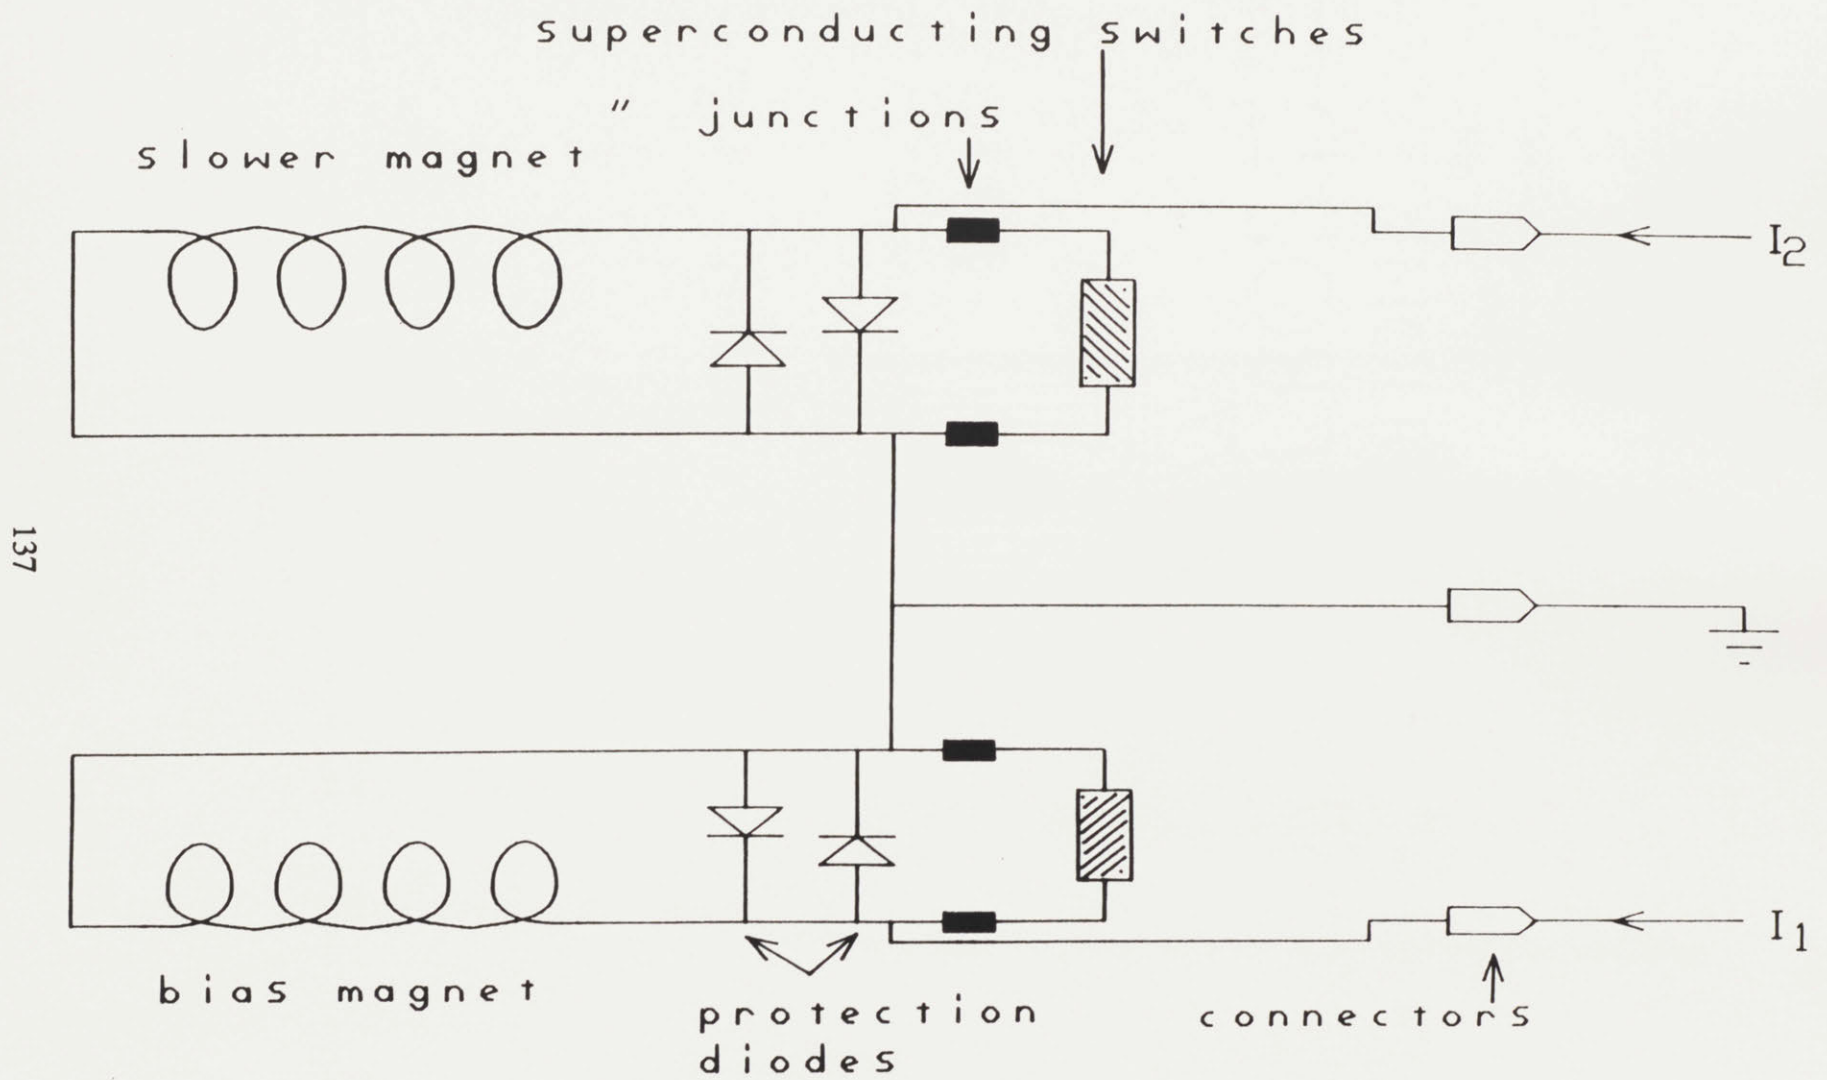 superconducting switches
" junctions
slower magnet
I2
137
I1
bias magnet
protection
diodes
connectors